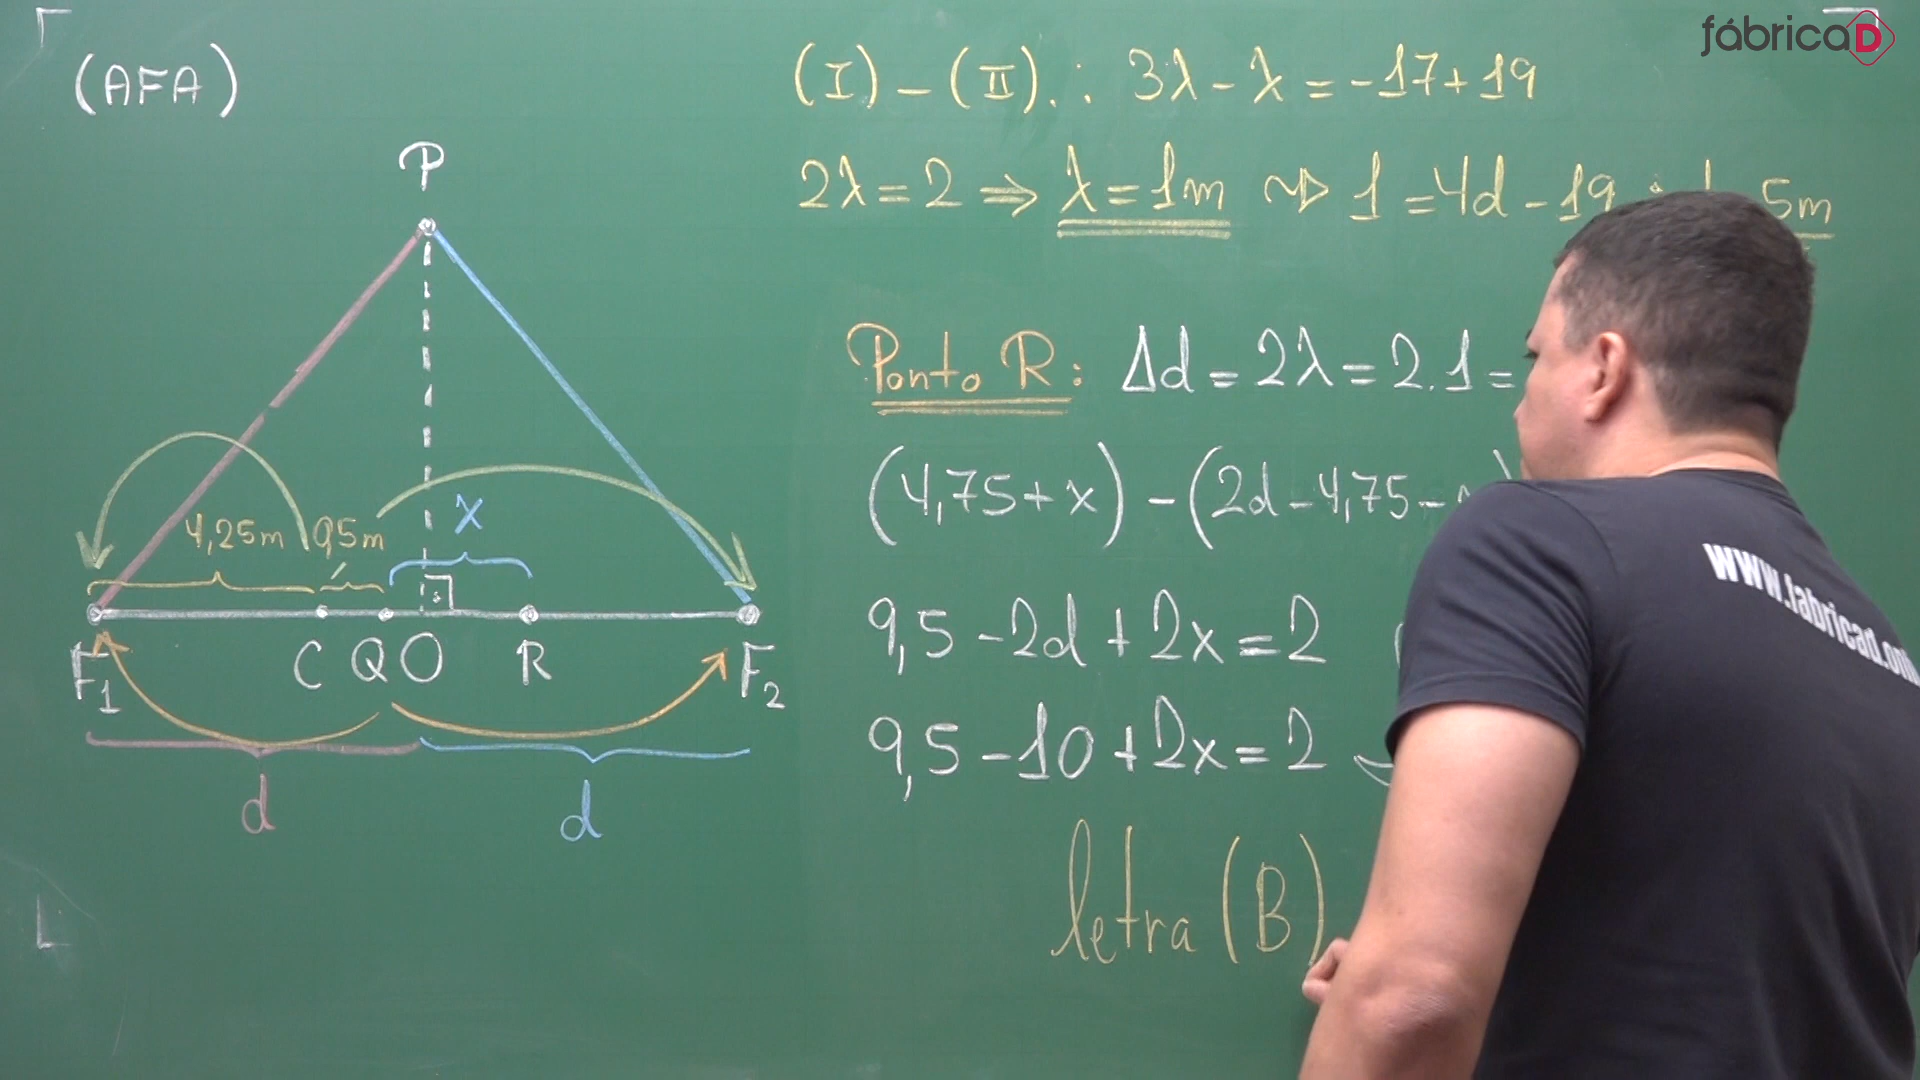 fábricaD
(AFA)
(I) - (II) ∴ 3λ - λ = -17 + 19
2λ = 2 ⇒ λ = 1m ⇝ 1 = 4d - 19 5m
P
Ponto R: Δd = 2λ = 2.1 =
(4,75 + x) - (2d - 4,75 -
x
4,25m 0,5m
9,5 - 2d + 2x = 2
F1 C Q O R F2
9,5 - 10 + 2x = 2
d d
letra (B)
www.fabricad.onl